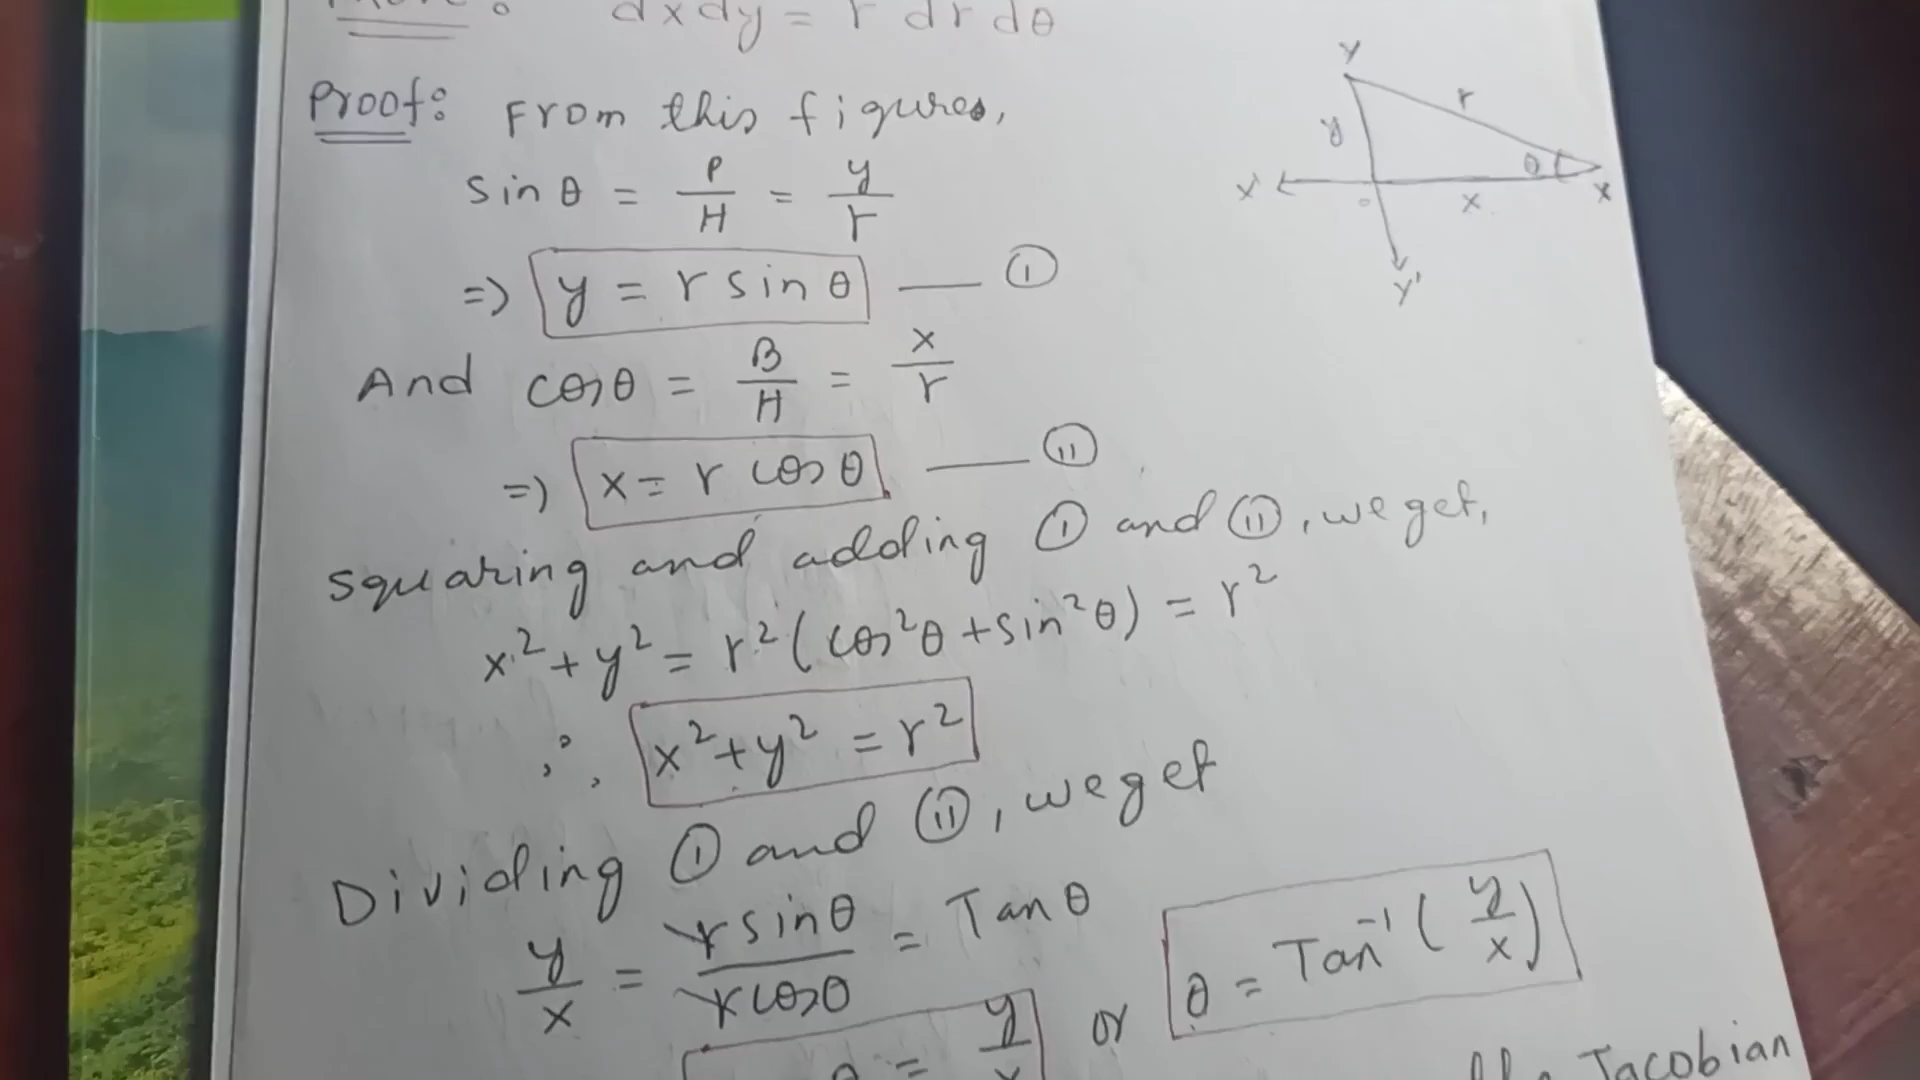 dxdy = r dr dθ
Proof: From this figures,
sin θ = P/H = y/r
=) y = r sin θ —— (I)
And cos θ = B/H = x/r
=) x = r cos θ —— (II)
squaring and adding (I) and (II), we get,
x² + y² = r² (cos²θ + sin²θ) = r²
∴ x² + y² = r²
Dividing (I) and (II), we get
y/x = r sin θ / r cos θ = Tan θ
θ = y/x or θ = Tan⁻¹ (y/x)
Jacobian
Y
r
y
θ
X' o x X
Y'